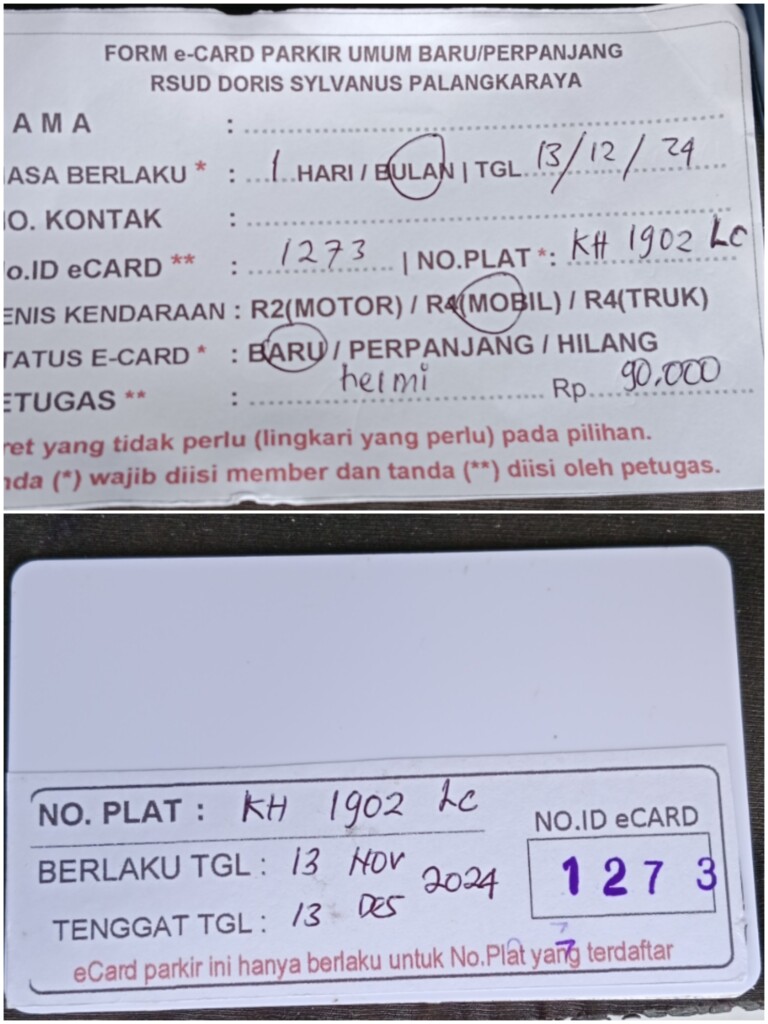 FORM e-CARD PARKIR UMUM BARU/PERPANJANG
RSUD DORIS SYLVANUS PALANGKARAYA
AMA :
ASA BERLAKU * : 1 HARI / BULAN | TGL 13/12/24
O. KONTAK :
o.ID eCARD ** : 1273 | NO.PLAT *: KH 1902 LC
ENIS KENDARAAN : R2(MOTOR) / R4(MOBIL) / R4(TRUK)
TATUS E-CARD * : BARU / PERPANJANG / HILANG
ETUGAS ** : helmi Rp 90.000
ret yang tidak perlu (lingkari yang perlu) pada pilihan.
nda (*) wajib diisi member dan tanda (**) diisi oleh petugas.
NO. PLAT : KH 1902 LC
BERLAKU TGL : 13 NOV 2024
TENGGAT TGL : 13 DES
NO.ID eCARD
1273
eCard parkir ini hanya berlaku untuk No.Plat yang terdaftar